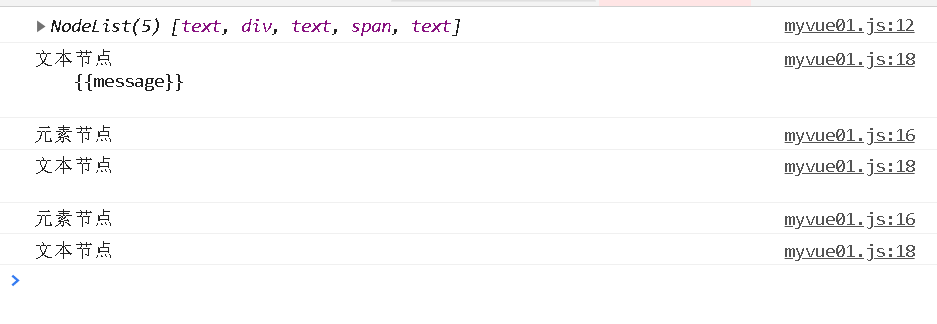 ▶NodeList(5) [text, div, text, span, text] myvue01.js:12
文本节点 myvue01.js:18
{{message}}
元素节点 myvue01.js:16
文本节点 myvue01.js:18
元素节点 myvue01.js:16
文本节点 myvue01.js:18
>